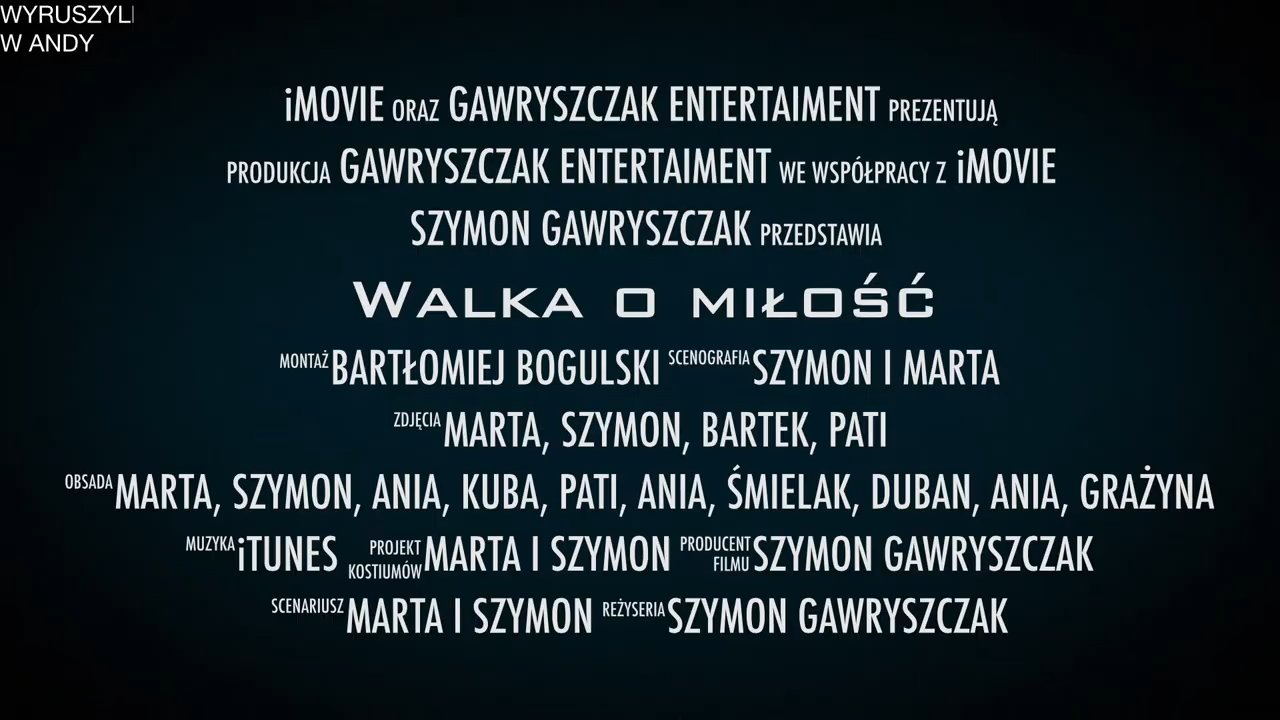 WYRUSZYLI
W ANDY
iMOVIE ORAZ GAWRYSZCZAK ENTERTAIMENT PREZENTUJĄ
PRODUKCJA GAWRYSZCZAK ENTERTAIMENT WE WSPÓŁPRACY Z iMOVIE
SZYMON GAWRYSZCZAK PRZEDSTAWIA
WALKA O MIŁOŚĆ
MONTAŻ BARTŁOMIEJ BOGULSKI SCENOGRAFIA SZYMON I MARTA
ZDJĘCIA MARTA, SZYMON, BARTEK, PATI
OBSADA MARTA, SZYMON, ANIA, KUBA, PATI, ANIA, ŚMIELAK, DUBAN, ANIA, GRAŻYNA
MUZYKA iTUNES PROJEKT KOSTIUMÓW MARTA I SZYMON PRODUCENT FILMU SZYMON GAWRYSZCZAK
SCENARIUSZ MARTA I SZYMON REŻYSERIA SZYMON GAWRYSZCZAK